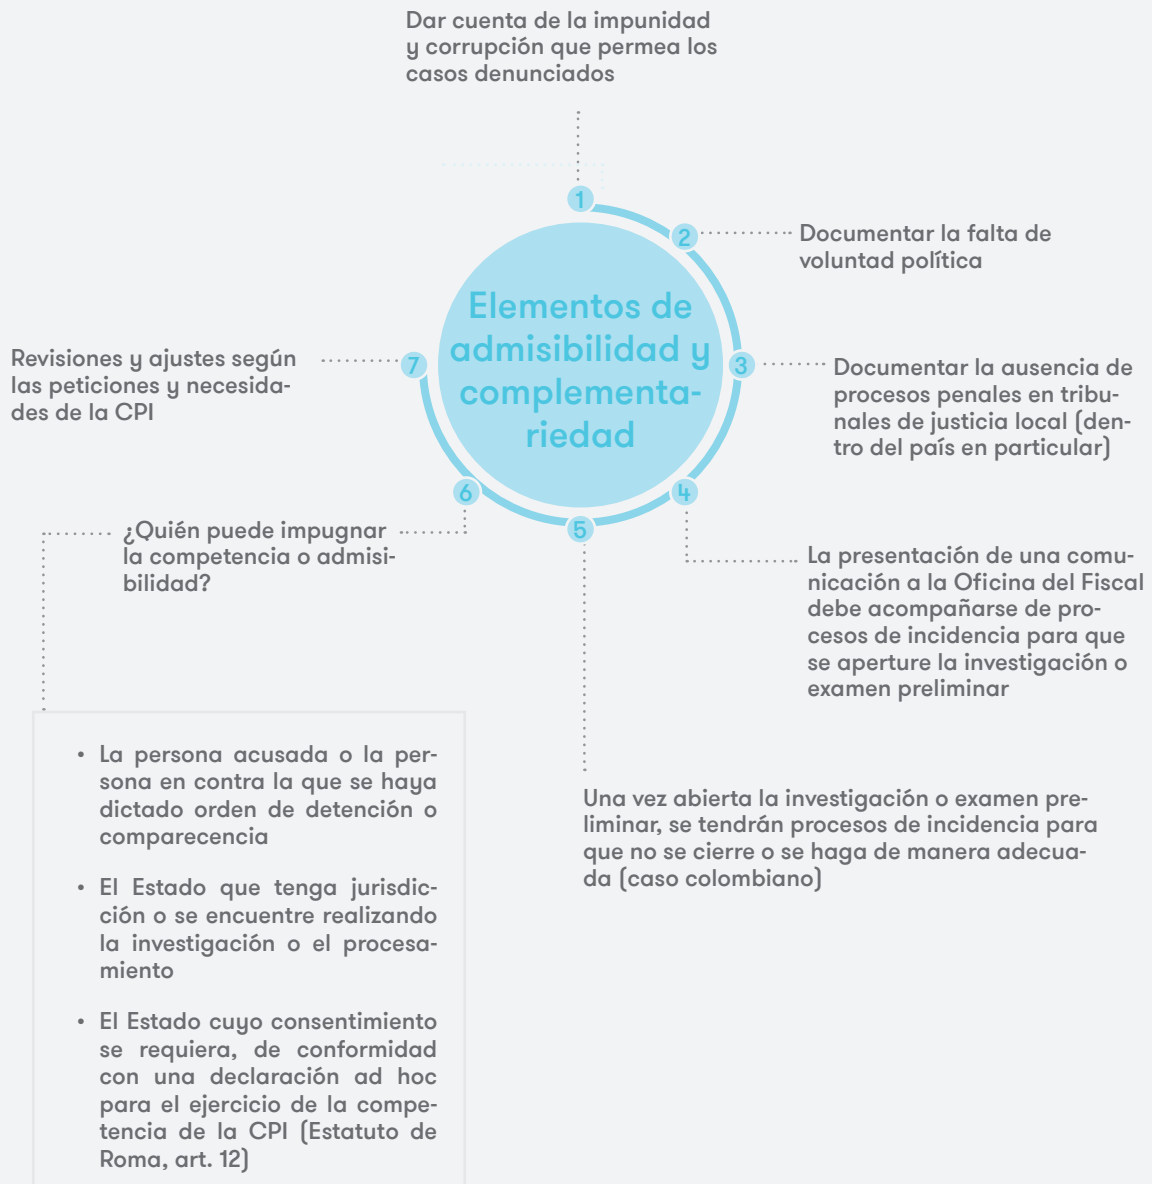 Dar cuenta de la impunidad
y corrupción que permea los
casos denunciados
1
Elementos de
admisibilidad y
complementa-
riedad
2
Documentar la falta de
voluntad política
3
Documentar la ausencia de
procesos penales en tribu-
nales de justicia local (den-
tro del país en particular)
4
La presentación de una comu-
nicación a la Oficina del Fiscal
debe acompañarse de pro-
cesos de incidencia para que
se aperture la investigación o
examen preliminar
5
Una vez abierta la investigación o examen pre-
liminar, se tendrán procesos de incidencia para
que no se cierre o se haga de manera adecua-
da (caso colombiano)
6
¿Quién puede impugnar
la competencia o admisi-
bilidad?
• La persona acusada o la per-
sona en contra la que se haya
dictado orden de detención o
comparecencia
• El Estado que tenga jurisdic-
ción o se encuentre realizando
la investigación o el procesa-
miento
• El Estado cuyo consentimiento
se requiera, de conformidad
con una declaración ad hoc
para el ejercicio de la compe-
tencia de la CPI (Estatuto de
Roma, art. 12)
7
Revisiones y ajustes según
las peticiones y necesida-
des de la CPI